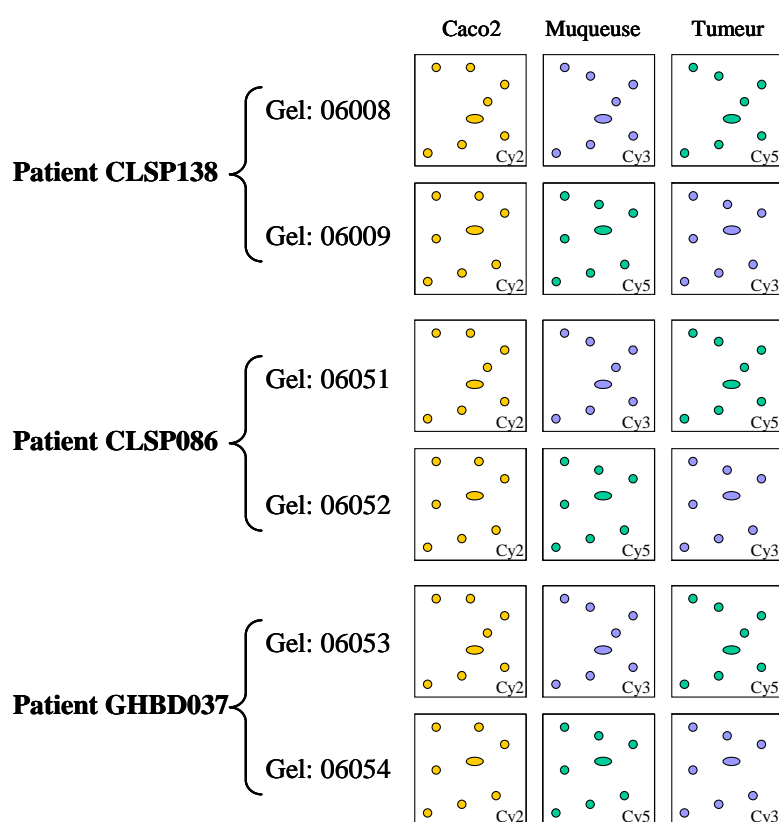 Caco2 Muqueuse Tumeur
Gel: 06008
Cy2 Cy3 Cy5
Patient CLSP138
Gel: 06009
Cy2 Cy5 Cy3
Gel: 06051
Cy2 Cy3 Cy5
Patient CLSP086
Gel: 06052
Cy2 Cy5 Cy3
Gel: 06053
Cy2 Cy3 Cy5
Patient GHBD037
Gel: 06054
Cy2 Cy5 Cy3